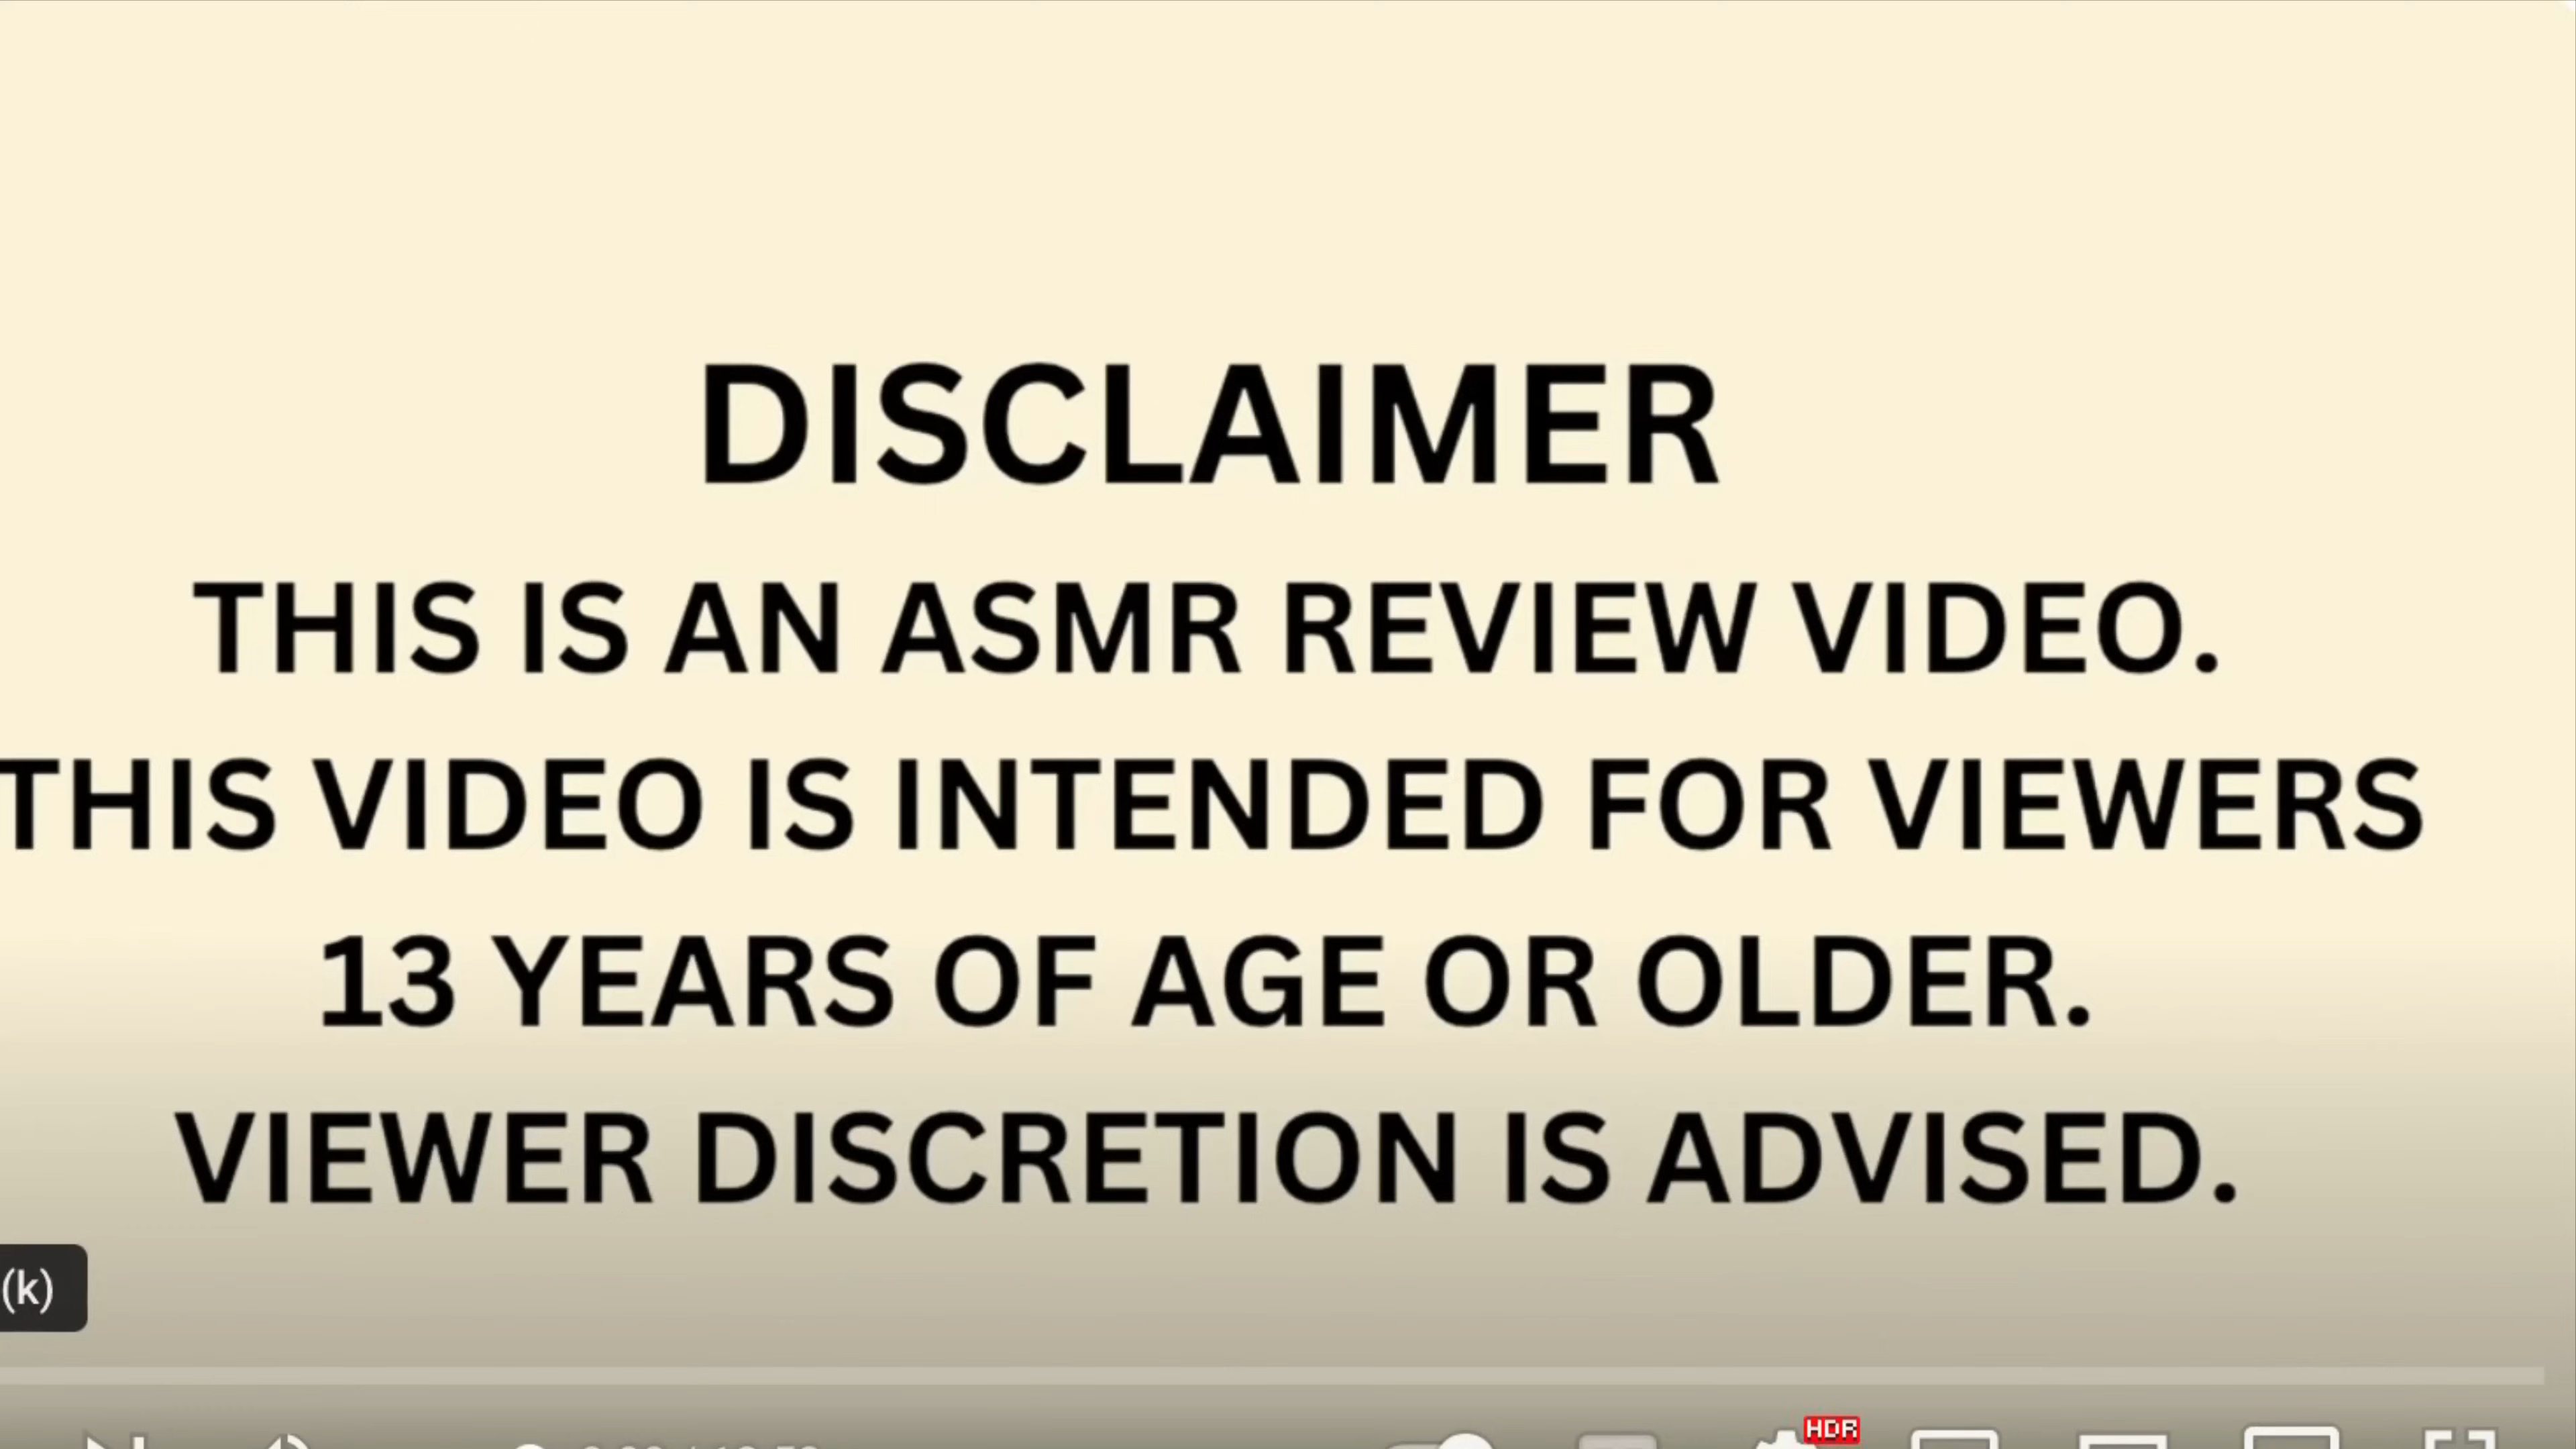 DISCLAIMER
THIS IS AN ASMR REVIEW VIDEO.
THIS VIDEO IS INTENDED FOR VIEWERS
13 YEARS OF AGE OR OLDER.
VIEWER DISCRETION IS ADVISED.
(k)
HDR